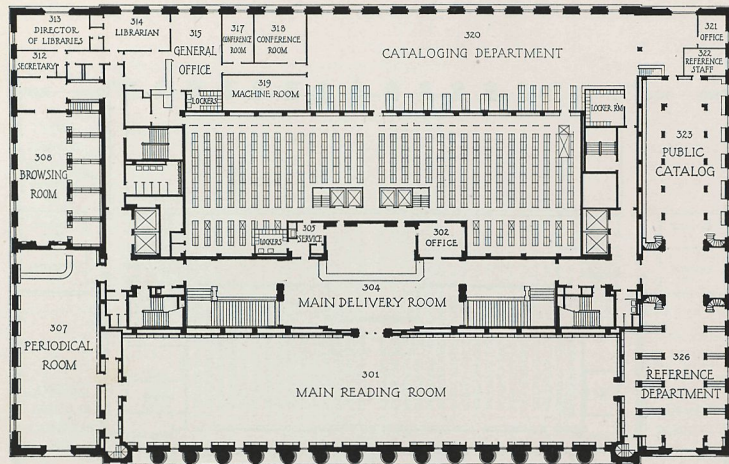 313
DIRECTOR
OF LIBRARIES
314
LIBRARIAN
315
GENERAL
OFFICE
317
CONFERENCE
ROOM
318
CONFERENCE
ROOM
320
CATALOGING DEPARTMENT
321
OFFICE
322
REFERENCE
STAFF
312
SECRETARY
319
MACHINE ROOM
LOCKERS
LOCKER RM
308
BROWSING
ROOM
323
PUBLIC
CATALOG
LOCKERS
303
SERVICE
302
OFFICE
304
MAIN DELIVERY ROOM
307
PERIODICAL
ROOM
301
MAIN READING ROOM
326
REFERENCE
DEPARTMENT